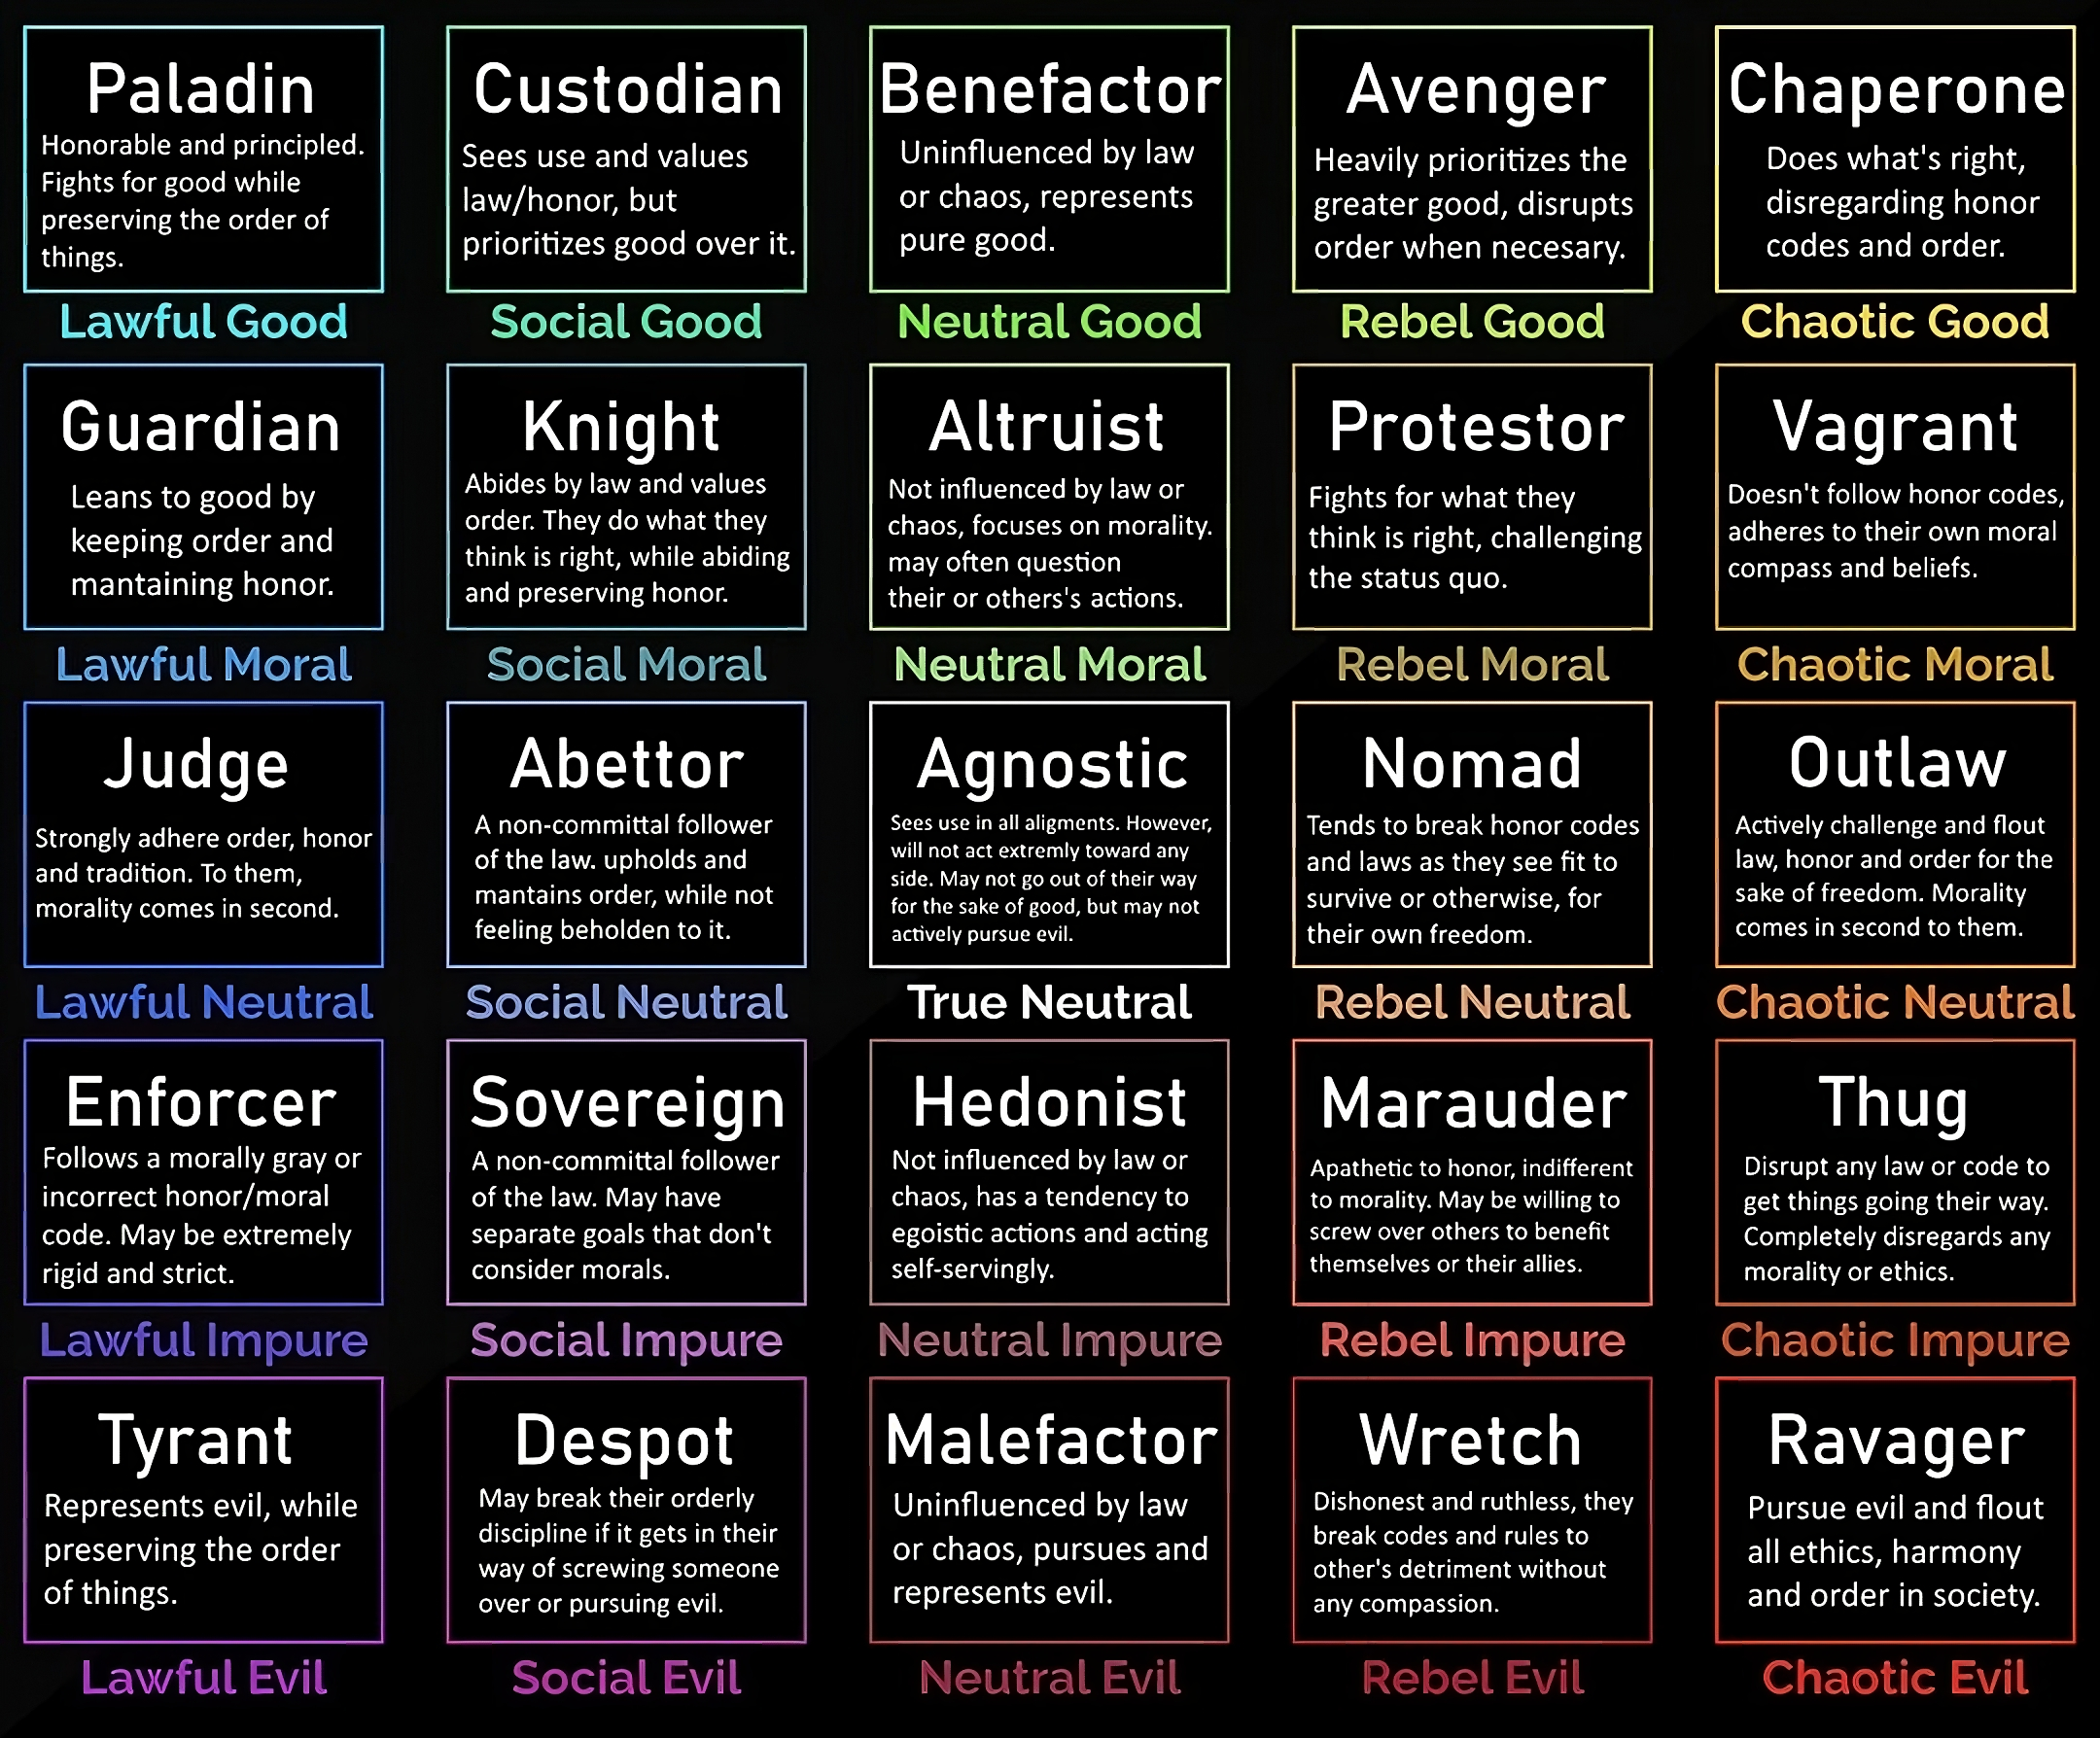 Paladin
Honorable and principled.
Fights for good while
preserving the order of
things.
Lawful Good
Custodian
Sees use and values
law/honor, but
prioritizes good over it.
Social Good
Benefactor
Uninfluenced by law
or chaos, represents
pure good.
Neutral Good
Avenger
Heavily prioritizes the
greater good, disrupts
order when necesary.
Rebel Good
Chaperone
Does what's right,
disregarding honor
codes and order.
Chaotic Good
Guardian
Leans to good by
keeping order and
mantaining honor.
Lawful Moral
Knight
Abides by law and values
order. They do what they
think is right, while abiding
and preserving honor.
Social Moral
Altruist
Not influenced by law or
chaos, focuses on morality.
may often question
their or others's actions.
Neutral Moral
Protestor
Fights for what they
think is right, challenging
the status quo.
Rebel Moral
Vagrant
Doesn't follow honor codes,
adheres to their own moral
compass and beliefs.
Chaotic Moral
Judge
Strongly adhere order, honor
and tradition. To them,
morality comes in second.
Lawful Neutral
Abettor
A non-committal follower
of the law. upholds and
mantains order, while not
feeling beholden to it.
Social Neutral
Agnostic
Sees use in all aligments. However,
will not act extremly toward any
side. May not go out of their way
for the sake of good, but may not
actively pursue evil.
True Neutral
Nomad
Tends to break honor codes
and laws as they see fit to
survive or otherwise, for
their own freedom.
Rebel Neutral
Outlaw
Actively challenge and flout
law, honor and order for the
sake of freedom. Morality
comes in second to them.
Chaotic Neutral
Enforcer
Follows a morally gray or
incorrect honor/moral
code. May be extremely
rigid and strict.
Lawful Impure
Sovereign
A non-committal follower
of the law. May have
separate goals that don't
consider morals.
Social Impure
Hedonist
Not influenced by law or
chaos, has a tendency to
egoistic actions and acting
self-servingly.
Neutral Impure
Marauder
Apathetic to honor, indifferent
to morality. May be willing to
screw over others to benefit
themselves or their allies.
Rebel Impure
Thug
Disrupt any law or code to
get things going their way.
Completely disregards any
morality or ethics.
Chaotic Impure
Tyrant
Represents evil, while
preserving the order
of things.
Lawful Evil
Despot
May break their orderly
discipline if it gets in their
way of screwing someone
over or pursuing evil.
Social Evil
Malefactor
Uninfluenced by law
or chaos, pursues and
represents evil.
Neutral Evil
Wretch
Dishonest and ruthless, they
break codes and rules to
other's detriment without
any compassion.
Rebel Evil
Ravager
Pursue evil and flout
all ethics, harmony
and order in society.
Chaotic Evil